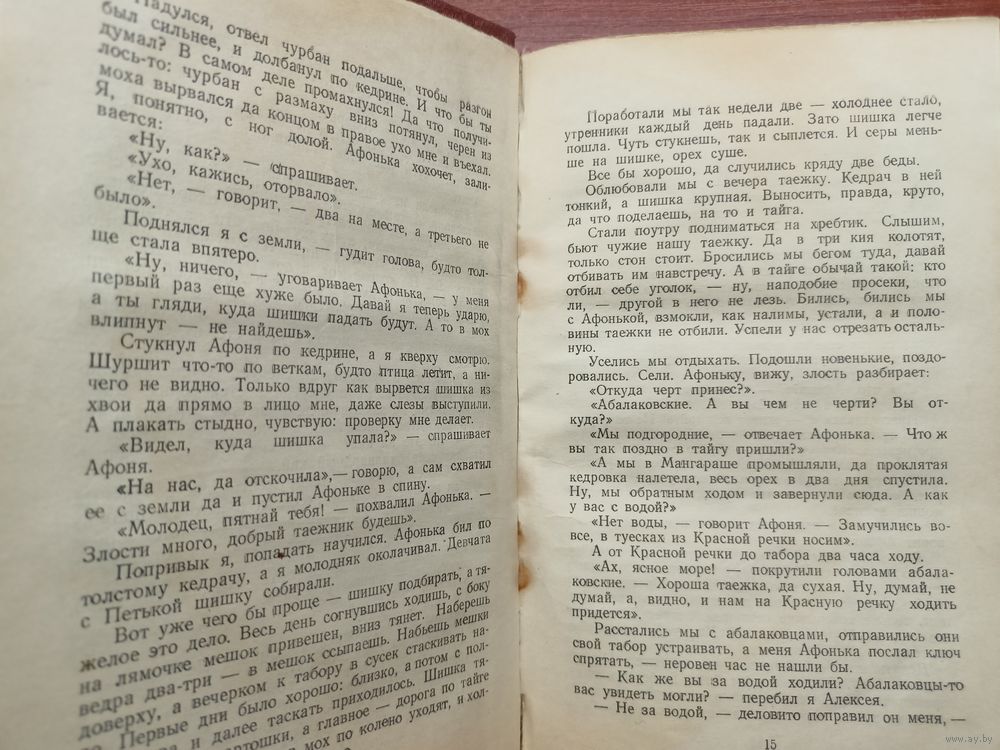 Надулся, отвел чурбан подальше, чтобы разгон
был сильнее, и долбанул по кедрине. И что бы ты
думал? В самом деле промахнулся! Да что получи-
лось-то: чурбан с размаху вниз потянул, черен из
моха вырвался да концом в правое ухо мне и въехал.
Я, понятно, с ног долой. Афонька хохочет, зали-
вается:
«Ну, как?» — спрашивает.
«Ухо, кажись, оторвало».
«Нет, — говорит, — два на месте, а третьего не
было».
Поднялся я с земли, — гудит голова, будто тол-
ще стала впятеро.
«Ну, ничего, — уговаривает Афонька, — у меня
первый раз еще хуже было. Давай я теперь ударю,
а ты гляди, куда шишки падать будут. А то в мох
влипнут — не найдешь».
Стукнул Афоня по кедрине, а я кверху смотрю.
Шуршит что-то по веткам, будто птица летит, а ни-
чего не видно. Только вдруг как вырвется шишка из
хвои да прямо в лицо мне, даже слезы выступили.
А плакать стыдно, чувствую: проверку мне делает.
«Видел, куда шишка упала?» — спрашивает
Афоня.
«На нас, да отскочила»,— говорю, а сам схватил
ее с земли да и пустил Афоньке в спину.
«Молодец, пятнай тебя! — похвалил Афонька. —
Злости много, добрый таежник будешь».
Попривык я, попадать научился. Афонька бил по
толстому кедрачу, а я молодняк околачивал. Девчата
с Петькой шишку собирали.
Вот уже чего бы проще — шишку подбирать, а тя-
желое это дело. Весь день согнувшись ходишь, с боку
на лямочке мешок привешен, вниз тянет. Наберешь
ведра два-три — в мешок ссыпаешь. Набьешь мешки
доверху, а вечерком к табору в сусек стаскивать на-
до. Первые дни было хорошо: близко, а потом с пол-
и далее таскать приходилось. Шишка тя-
а главное — дорога по тайге
мох по колено уходят, и хол-
Поработали мы так недели две — холоднее стало,
утренники каждый день падали. Зато шишка легче
пошла. Чуть стукнешь, так и сыплется. И серы мень-
ше на шишке, орех суше.
Все бы хорошо, да случились кряду две беды.
Облюбовали мы с вечера таежку. Кедрач в ней
тонкий, а шишка крупная. Выносить, правда, круто,
да что поделаешь, на то и тайга.
Стали поутру подниматься на хребтик. Слышим,
бьют чужие нашу таежку. Да в три кия колотят,
только стон стоит. Бросились мы бегом туда, давай
отбивать им навстречу. А в тайге обычай такой: кто
отбил себе уголок, — ну, наподобие просеки, что
ли, — другой в него не лезь. Бились, бились мы
с Афонькой, взмокли, как налимы, устали, а и поло-
вины таежки не отбили. Успели у нас отрезать осталь-
ную.
Уселись мы отдыхать. Подошли новенькие, поздо-
ровались. Сели. Афоньку, вижу, злость разбирает:
«Откуда черт принес?».
«Абалаковские. А вы чем не черти? Вы от-
куда?»
«Мы подгородние, — отвечает Афонька. — Что ж
вы так поздно в тайгу пришли?»
«А мы в Мангараше промышляли, да проклятая
кедровка налетела, весь орех в два дня спустила.
Ну, мы обратным ходом и завернули сюда. А как
у вас с водой?»
«Нет воды, — говорит Афоня. — Замучились во-
все, в туесках из Красной речки носим».
А от Красной речки до табора два часа ходу.
«Ах, ясное море! — покрутили головами абала-
ковские. — Хороша таежка, да сухая. Ну, думай, не
думай, а, видно, и нам на Красную речку ходить
придется».
Расстались мы с абалаковцами, отправились они
свой табор устраивать, а меня Афонька послал ключ
спрятать, — неровен час не нашли бы.
— Как же вы за водой ходили? Абалаковцы-то
вас увидеть могли? — перебил я Алексея.
— Не за водой, — деловито поправил он меня, —
15
www.ay.by